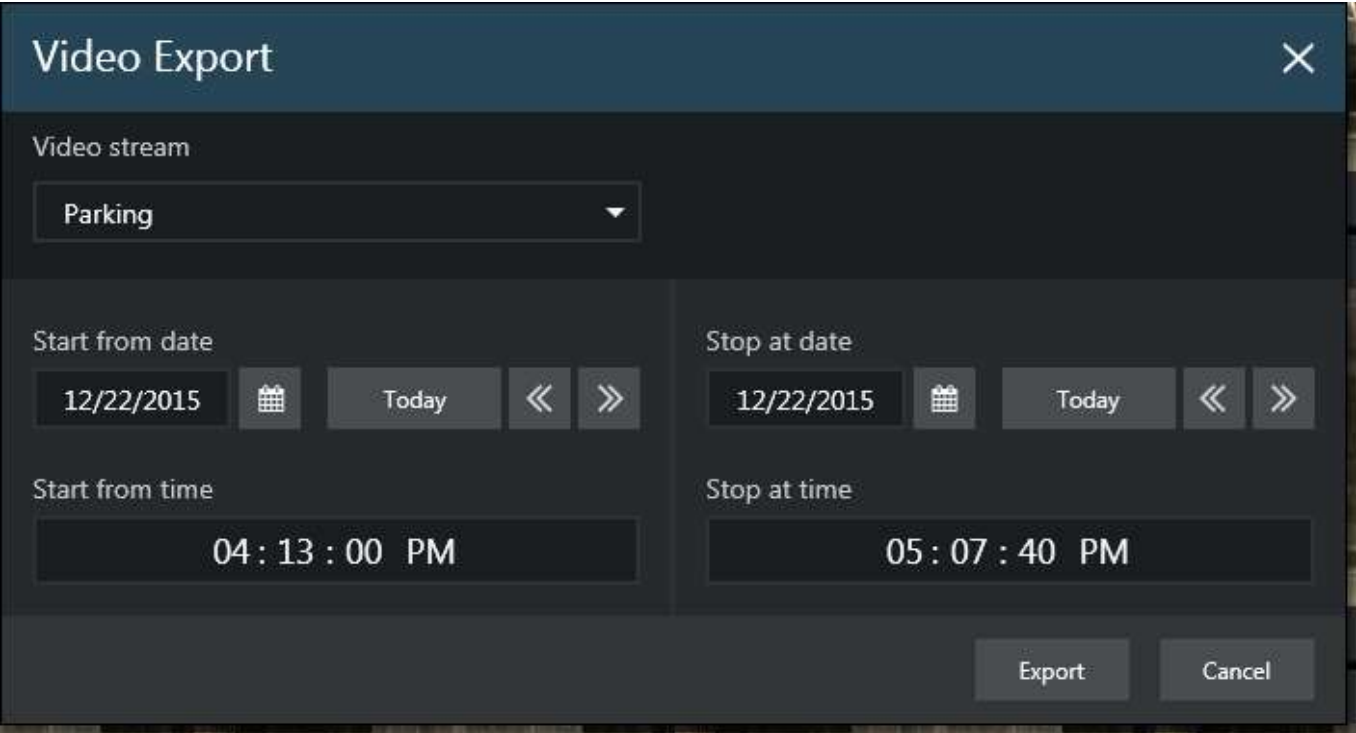 Video Export
Video stream
Parking
Start from date
12/22/2015 Today
Start from time
04 : 13 : 00 PM
Stop at date
12/22/2015 Today
Stop at time
05 : 07 : 40 PM
Export Cancel